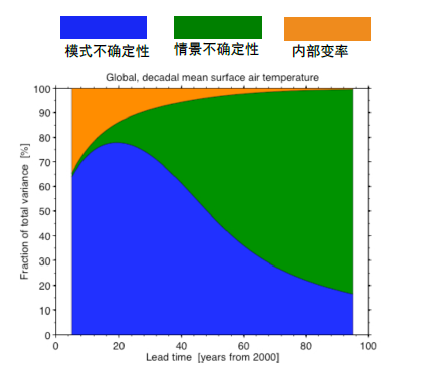 模式不确定性 情景不确定性 内部变率
Global, decadal mean surface air temperature
100
90
80
70
60
50
40
30
20
10
0
Fraction of total variance [%]
0 20 40 60 80 100
Lead time [years from 2000]